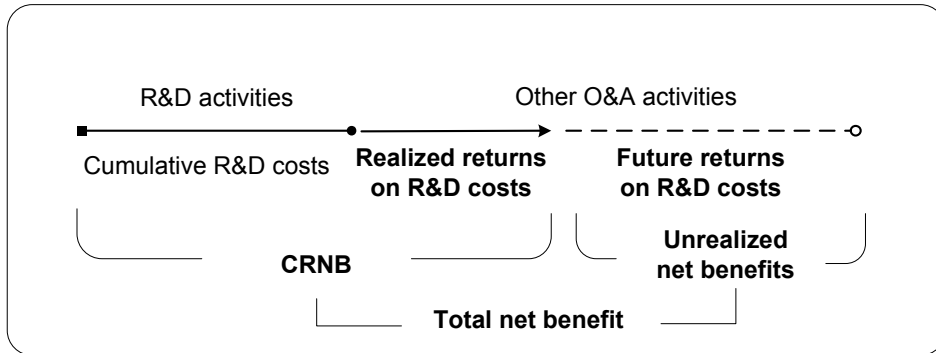 R&D activities
Other O&A activities
Cumulative R&D costs
Realized returns
on R&D costs
Future returns
on R&D costs
CRNB
Unrealized
net benefits
Total net benefit